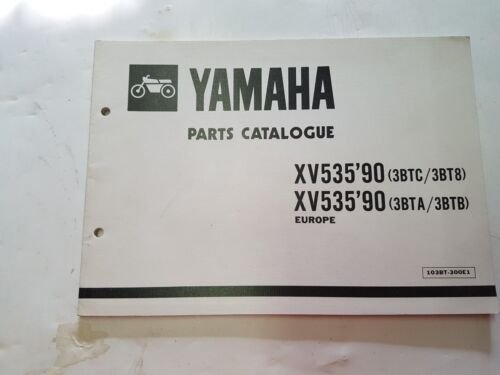 YAMAHA
PARTS CATALOGUE
XV535'90 (3BTC/3BT8)
XV535'90 (3BTA/3BTB)
EUROPE
103BT-300E1